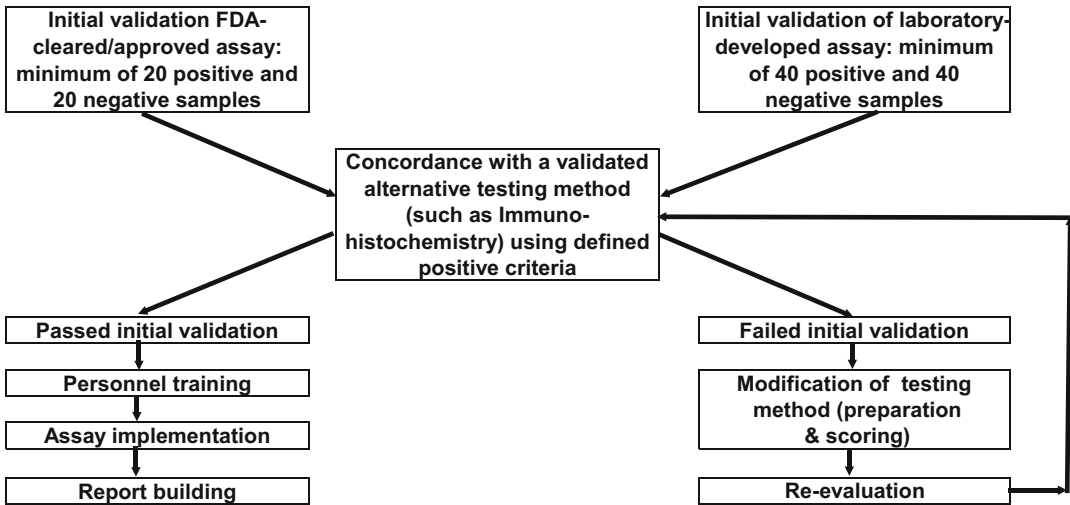 Initial validation FDA-
cleared/approved assay:
minimum of 20 positive and
20 negative samples
Initial validation of laboratory-
developed assay: minimum
of 40 positive and 40
negative samples
Concordance with a validated
alternative testing method
(such as Immuno-
histochemistry) using defined
positive criteria
Passed initial validation
Personnel training
Assay implementation
Report building
Failed initial validation
Modification of testing
method (preparation
& scoring)
Re-evaluation